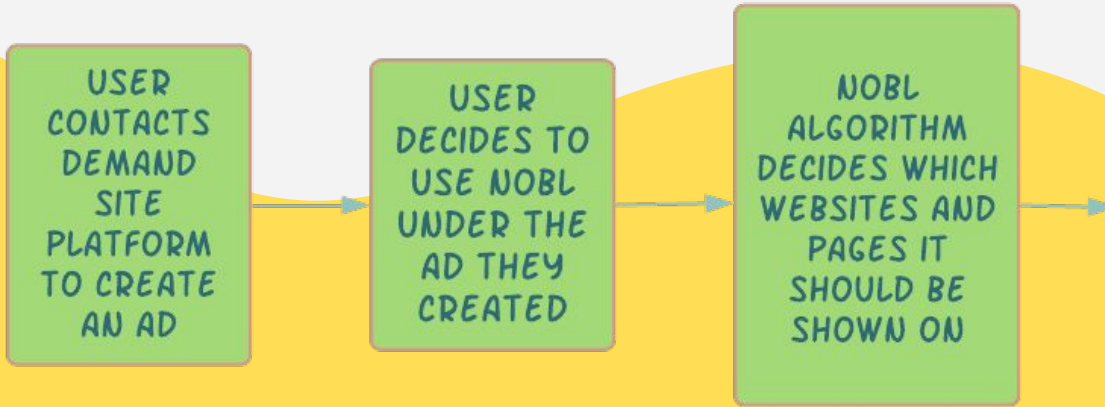 USER
CONTACTS
DEMAND
SITE
PLATFORM
TO CREATE
AN AD
USER
DECIDES TO
USE NOBL
UNDER THE
AD THEY
CREATED
NOBL
ALGORITHM
DECIDES WHICH
WEBSITES AND
PAGES IT
SHOULD BE
SHOWN ON